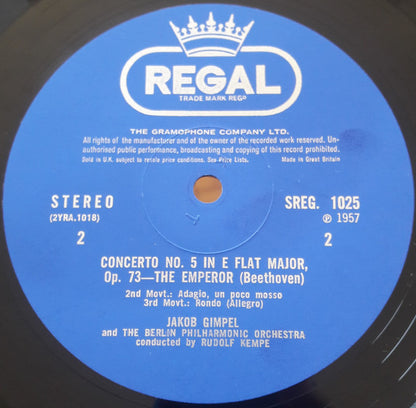 REGAL
TRADE MARK REGD
THE GRAMOPHONE COMPANY LTD.
All rights of the manufacturer and of the owner of the recorded work reserved. Un-
authorised public performance, broadcasting and copying of this record prohibited.
Sold in U.K. subject to resale price conditions. See Price Lists. Made in Great Britain
STEREO SREG. 1025
(2YRA.1018) ℗ 1957
2 2
CONCERTO NO. 5 IN E FLAT MAJOR,
Op. 73—THE EMPEROR (Beethoven)
2nd Movt.: Adagio, un poco mosso
3rd Movt.: Rondo (Allegro)
JAKOB GIMPEL
and THE BERLIN PHILHARMONIC ORCHESTRA
conducted by RUDOLF KEMPE